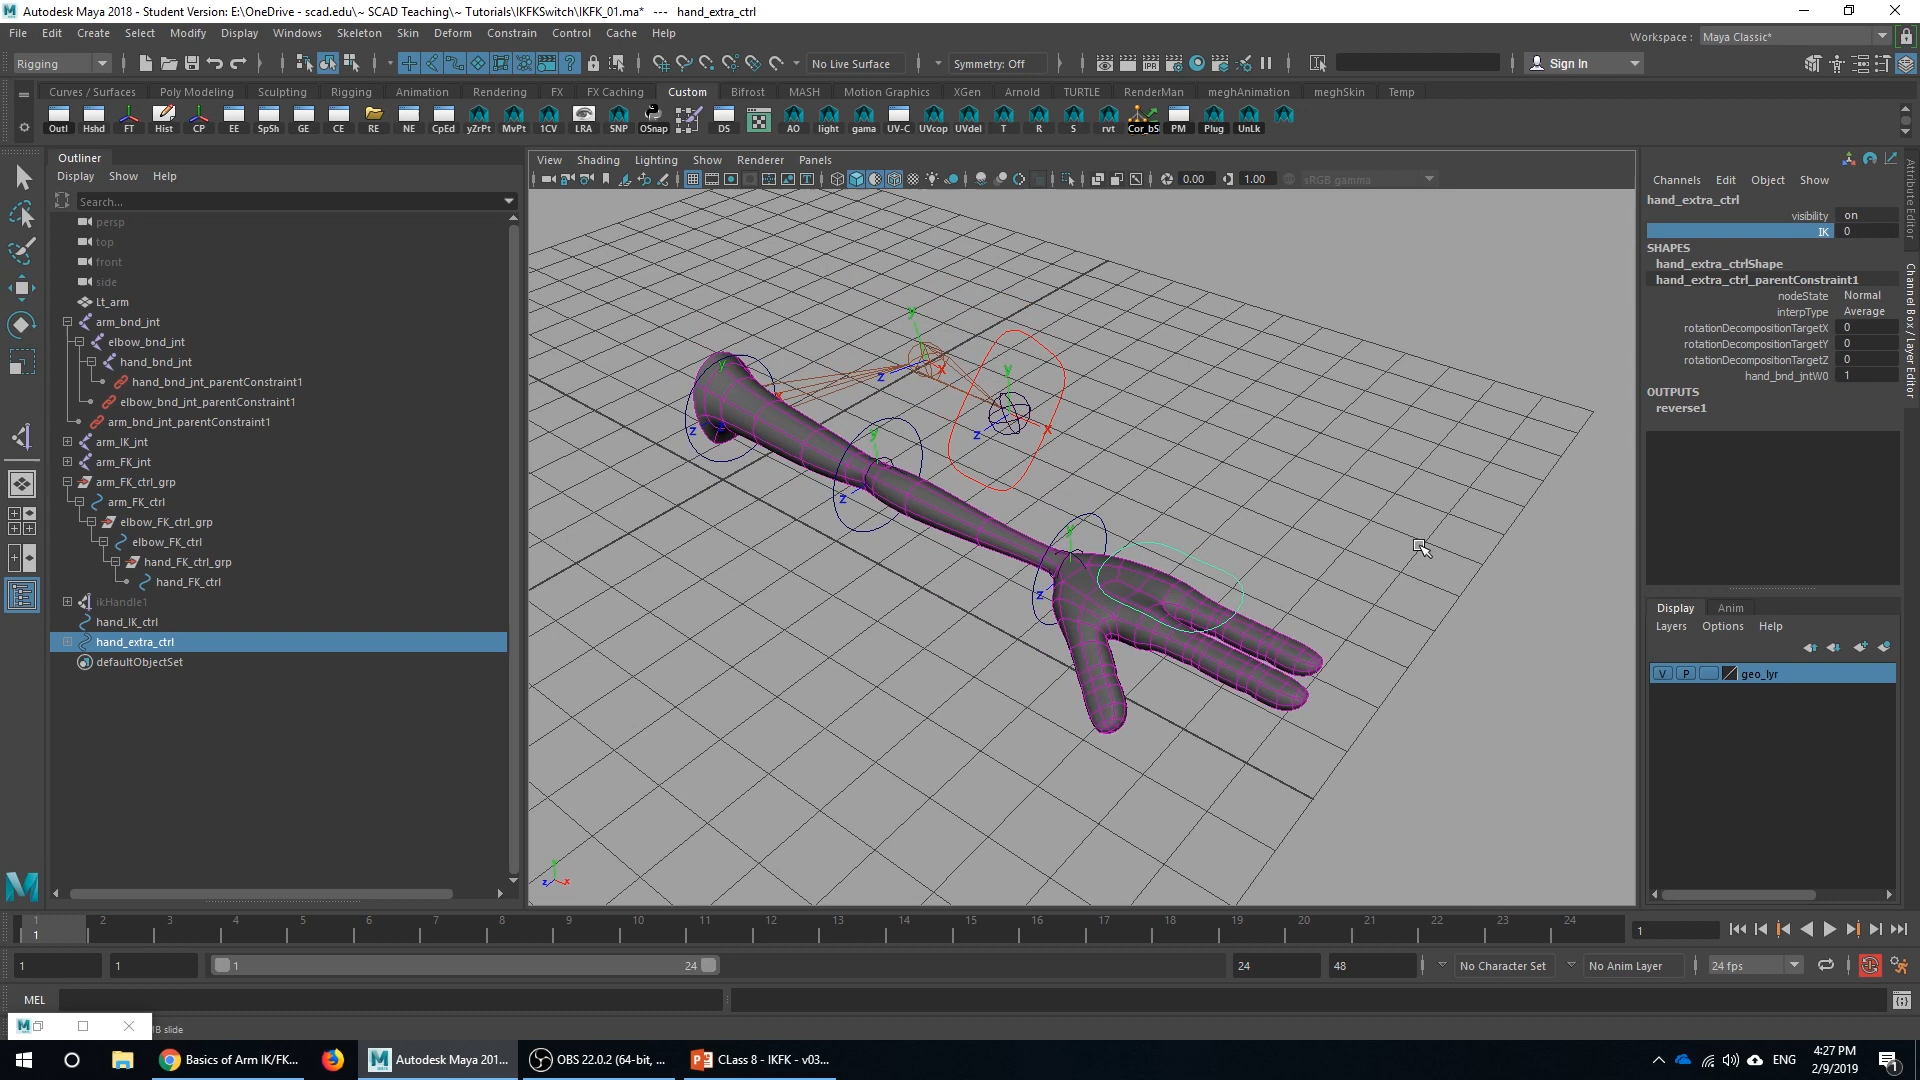 Autodesk Maya 2018 - Student Version: E:\OneDrive - scad.edu\~ SCAD Teaching\~ Tutorials\IKFKSwitch\IKFK_01.ma* --- hand_extra_ctrl
File Edit Create Select Modify Display Windows Skeleton Skin Deform Constrain Control Cache Help
Workspace : Maya Classic*
Rigging No Live Surface Symmetry: Off Sign In
Curves / Surfaces Poly Modeling Sculpting Rigging Animation Rendering FX FX Caching Custom Bifrost MASH Motion Graphics XGen Arnold TURTLE RenderMan meghAnimation meghSkin Temp
Outl Hshd FT Hist CP EE SpSh GE CE RE NE CpEd yZrPt MvPt 1CV LRA SNP OSnap DS AO light gama UV-C UVcop UVdel T R S rvt Cor_bS PM Plug UnLk
Outliner
Display Show Help
Search...
persp
top
front
side
Lt_arm
arm_bnd_jnt
elbow_bnd_jnt
hand_bnd_jnt
hand_bnd_jnt_parentConstraint1
elbow_bnd_jnt_parentConstraint1
arm_bnd_jnt_parentConstraint1
arm_IK_jnt
arm_FK_jnt
arm_FK_ctrl_grp
arm_FK_ctrl
elbow_FK_ctrl_grp
elbow_FK_ctrl
hand_FK_ctrl_grp
hand_FK_ctrl
ikHandle1
hand_IK_ctrl
hand_extra_ctrl
defaultObjectSet
View Shading Lighting Show Renderer Panels
0.00 1.00 sRGB gamma
y
z x
y
z x
y
z x
y
z
y
z
y
z x
Channels Edit Object Show
hand_extra_ctrl
visibility on
IK 0
SHAPES
hand_extra_ctrlShape
hand_extra_ctrl_parentConstraint1
nodeState Normal
interpType Average
rotationDecompositionTargetX 0
rotationDecompositionTargetY 0
rotationDecompositionTargetZ 0
hand_bnd_jntW0 1
OUTPUTS
reverse1
Attribute Editor
Channel Box / Layer Editor
Display Anim
Layers Options Help
V P geo_lyr
1 2 3 4 5 6 7 8 9 10 11 12 13 14 15 16 17 18 19 20 21 22 23 24
1 1
1 1 1 24 24 48 No Character Set No Anim Layer 24 fps
MEL
slide
Basics of Arm IK/FK... Autodesk Maya 201... OBS 22.0.2 (64-bit, ... CLass 8 - IKFK - v03...
ENG
4:27 PM
2/9/2019
1